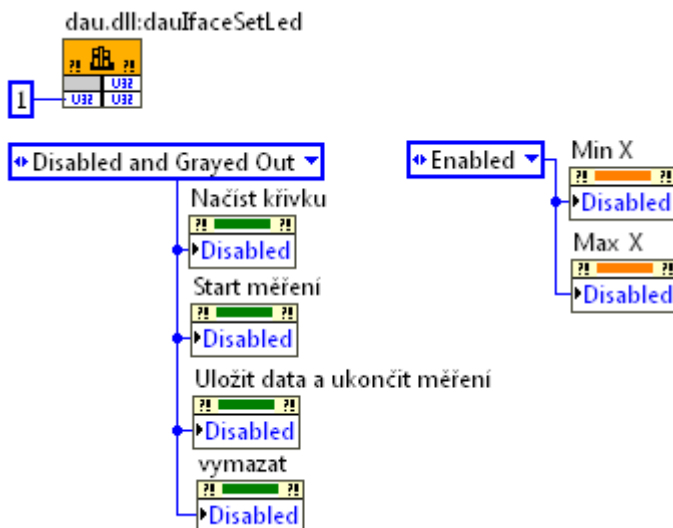 dau.dll:dauIfaceSetLed
?! ?!
U32
1 U32 U32
Disabled and Grayed Out
Načíst křivku
?! ?!
Disabled
Start měření
?! ?!
Disabled
Uložit data a ukončit měření
?! ?!
Disabled
vymazat
?! ?!
Disabled
Enabled
Min X
?! ?!
Disabled
Max X
?! ?!
Disabled